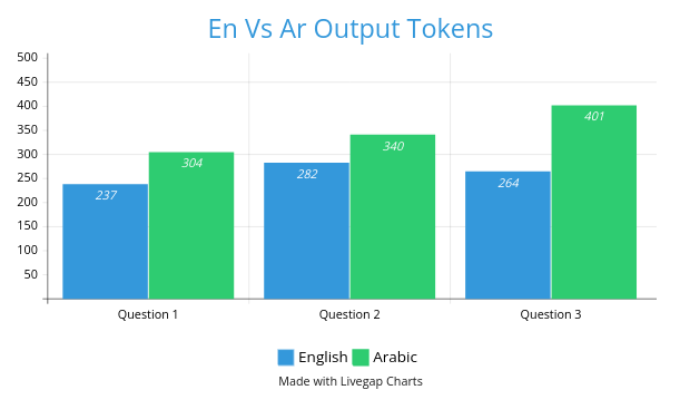 En Vs Ar Output Tokens
500
450
400
350
300
250
200
150
100
50
237
304
282
340
264
401
Question 1
Question 2
Question 3
English
Arabic
Made with Livegap Charts